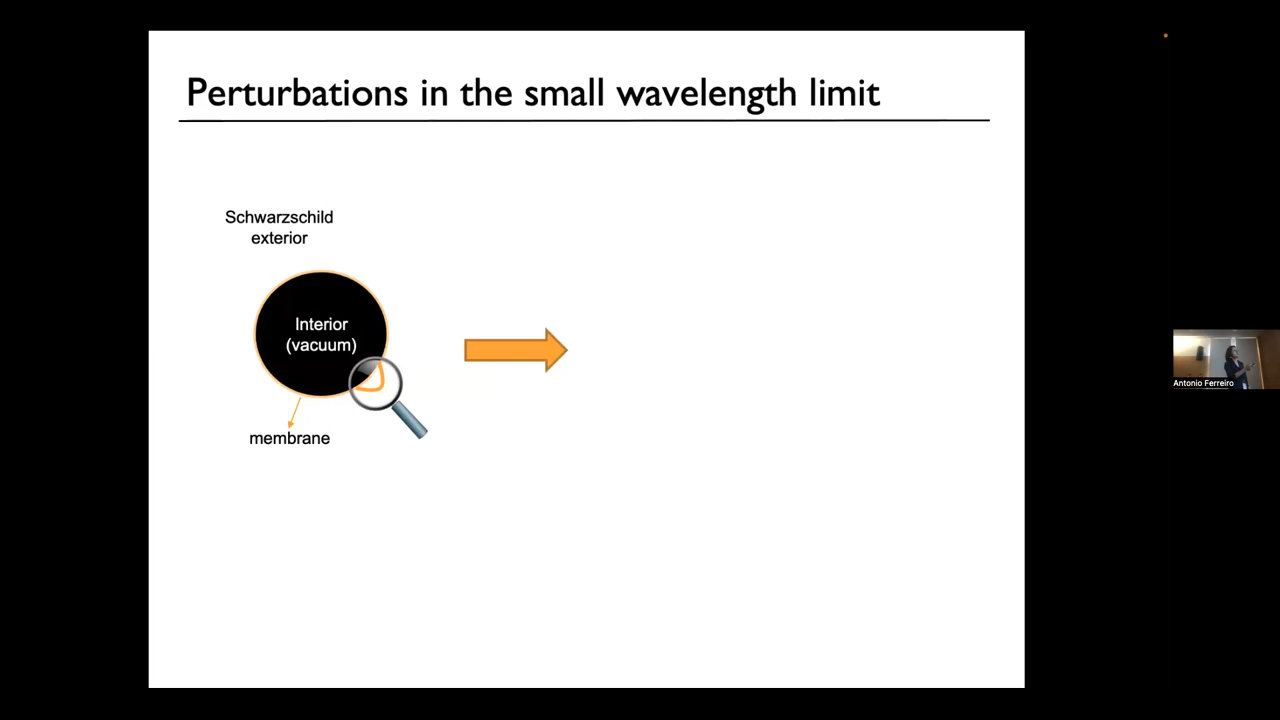 Perturbations in the small wavelength limit
Schwarzschild
exterior
Interior
(vacuum)
membrane
Antonio Ferreiro